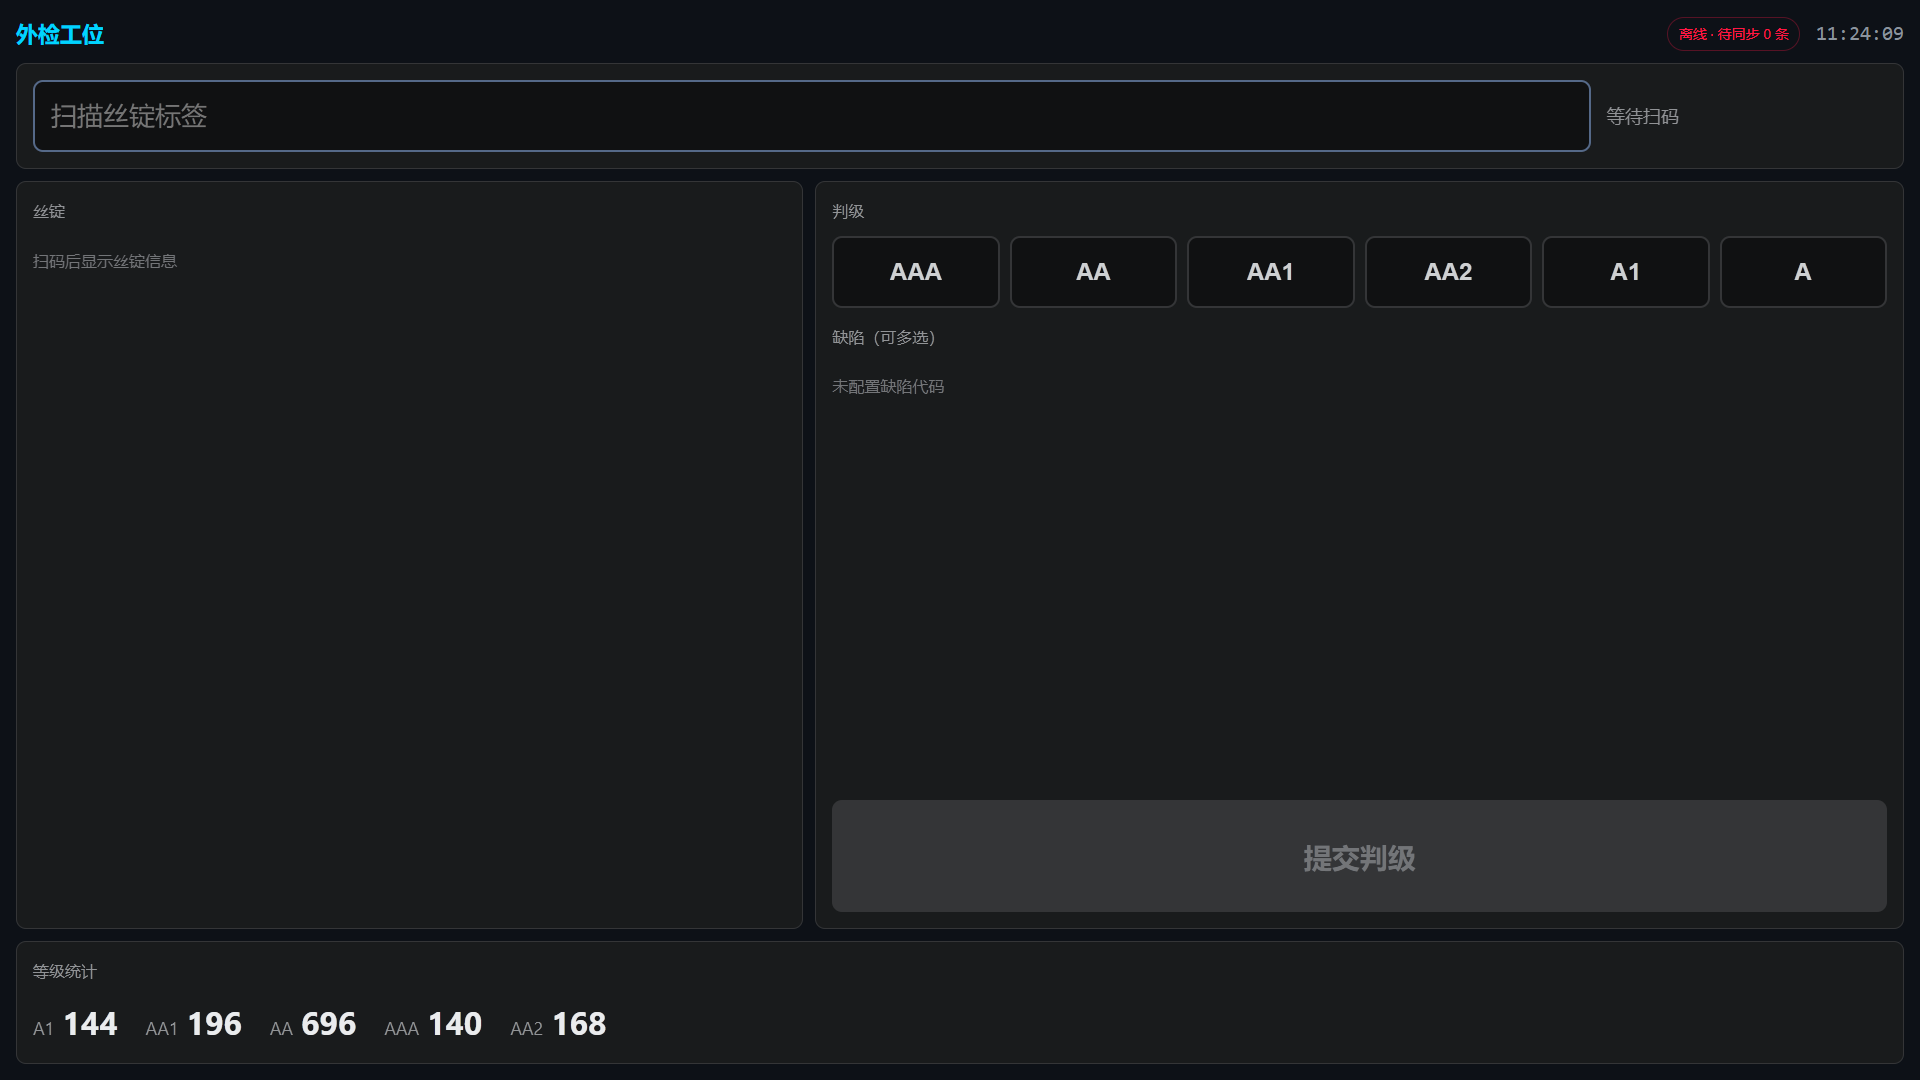 外检工位
离线 · 待同步 0 条 11:24:09
扫描丝锭标签 等待扫码
丝锭
扫码后显示丝锭信息
判级
AAA AA AA1 AA2 A1 A
缺陷（可多选）
未配置缺陷代码
提交判级
等级统计
A1 144 AA1 196 AA 696 AAA 140 AA2 168